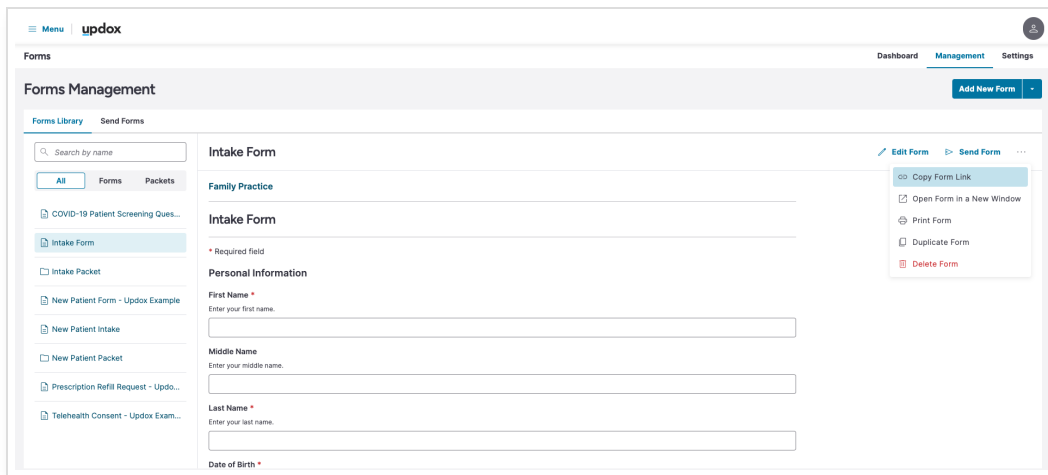 Menu
updox
Forms
Dashboard Management Settings
Forms Management
Add New Form
Forms Library Send Forms
Search by name
All Forms Packets
COVID-19 Patient Screening Ques...
Intake Form
Intake Packet
New Patient Form - Updox Example
New Patient Intake
New Patient Packet
Prescription Refill Request - Updo...
Telehealth Consent - Updox Exam...
Intake Form
Edit Form Send Form ...
Copy Form Link
Open Form in a New Window
Print Form
Duplicate Form
Delete Form
Family Practice
Intake Form
* Required field
Personal Information
First Name *
Enter your first name.
Middle Name
Enter your middle name.
Last Name *
Enter your last name.
Date of Birth *